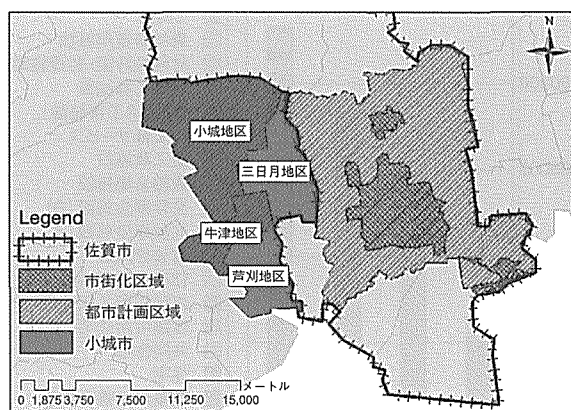 N
小城地区
三日月地区
牛津地区
芦刈地区
Legend
佐賀市
市街化区域
都市計画区域
小城市
メートル
0 1,875 3,750 7,500 11,250 15,000